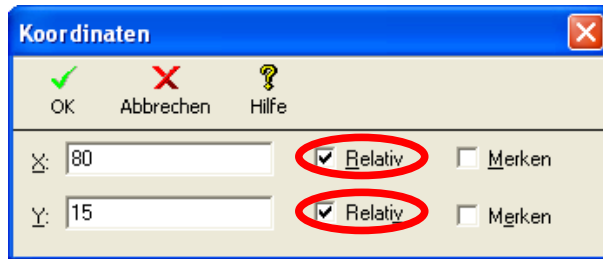 Koordinaten
OK Abbrechen Hilfe
X: 80 Relativ Merken
Y: 15 Relativ Merken